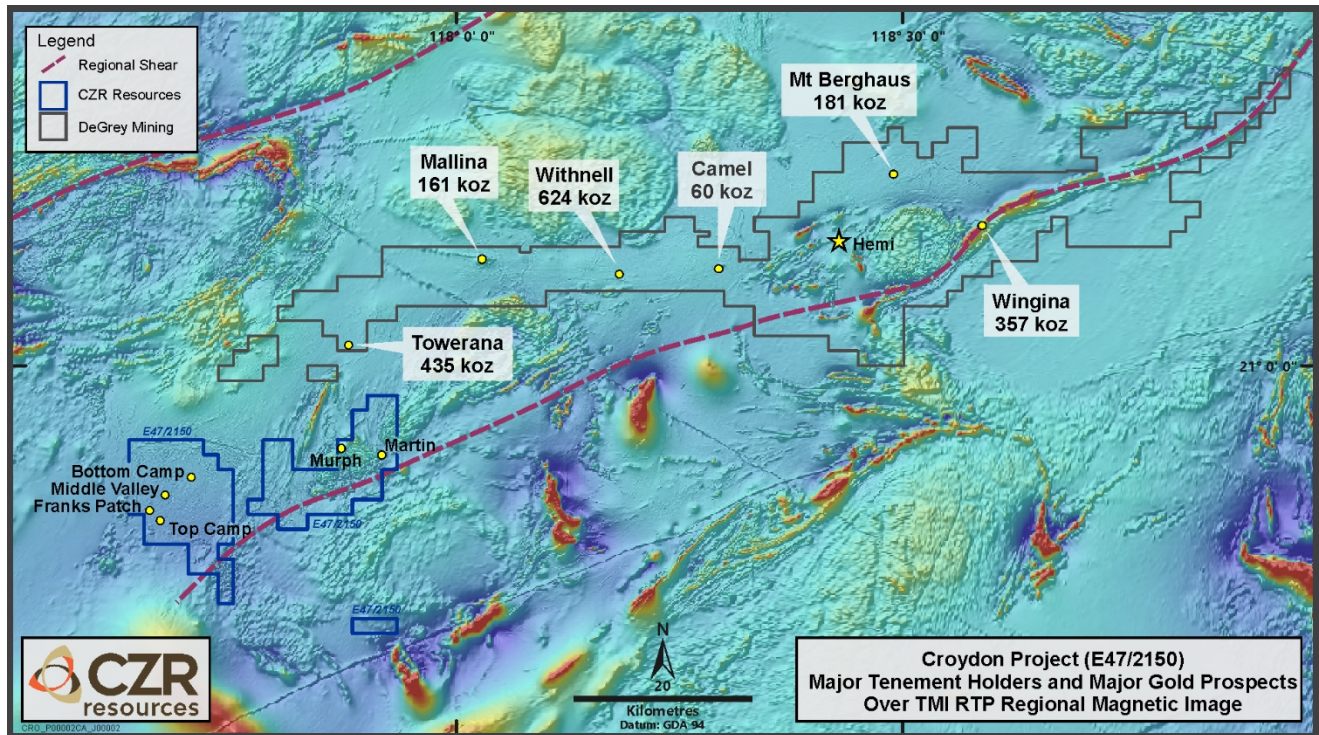 Legend
Regional Shear
CZR Resources
DeGrey Mining
118° 0' 0"
118° 30' 0"
Mt Berghaus
181 koz
Mallina
161 koz
Withnell
624 koz
Camel
60 koz
Hemi
Wingina
357 koz
Towerana
435 koz
21° 0' 0"
E47/2150
Bottom Camp
Middle Valley
Franks Patch
Top Camp
Murph
Martin
E47/2150
E47/2150
CZR
resources
CRO_P08002CA_J00002
N
20
Kilometres
Datum: GDA 94
Croydon Project (E47/2150)
Major Tenement Holders and Major Gold Prospects
Over TMI RTP Regional Magnetic Image